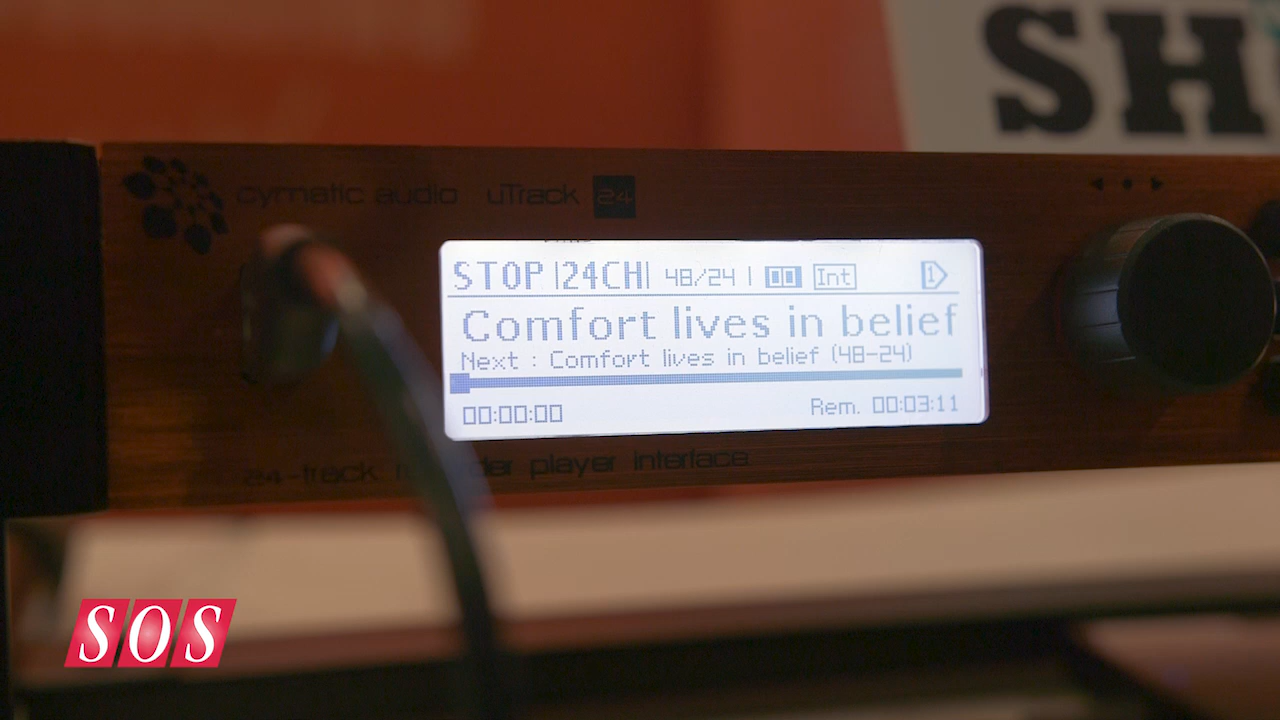 SH
cymatic audio uTrack 24
STOP |24CH| 48/24 | Int 1
Comfort lives in belief
Next : Comfort lives in belief (48-24)
00:00:00 Rem. 00:03:11
24-track player interface
SOS